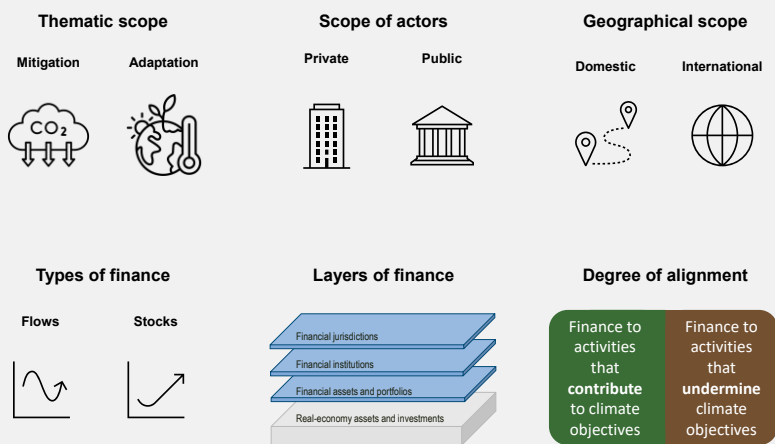 Thematic scope
Mitigation
Adaptation
CO2
Scope of actors
Private
Public
Geographical scope
Domestic
International
Types of finance
Flows
Stocks
Layers of finance
Financial jurisdictions
Financial institutions
Financial assets and portfolios
Real-economy assets and investments
Degree of alignment
Finance to
activities
that
contribute
to climate
objectives
Finance to
activities
that
undermine
climate
objectives